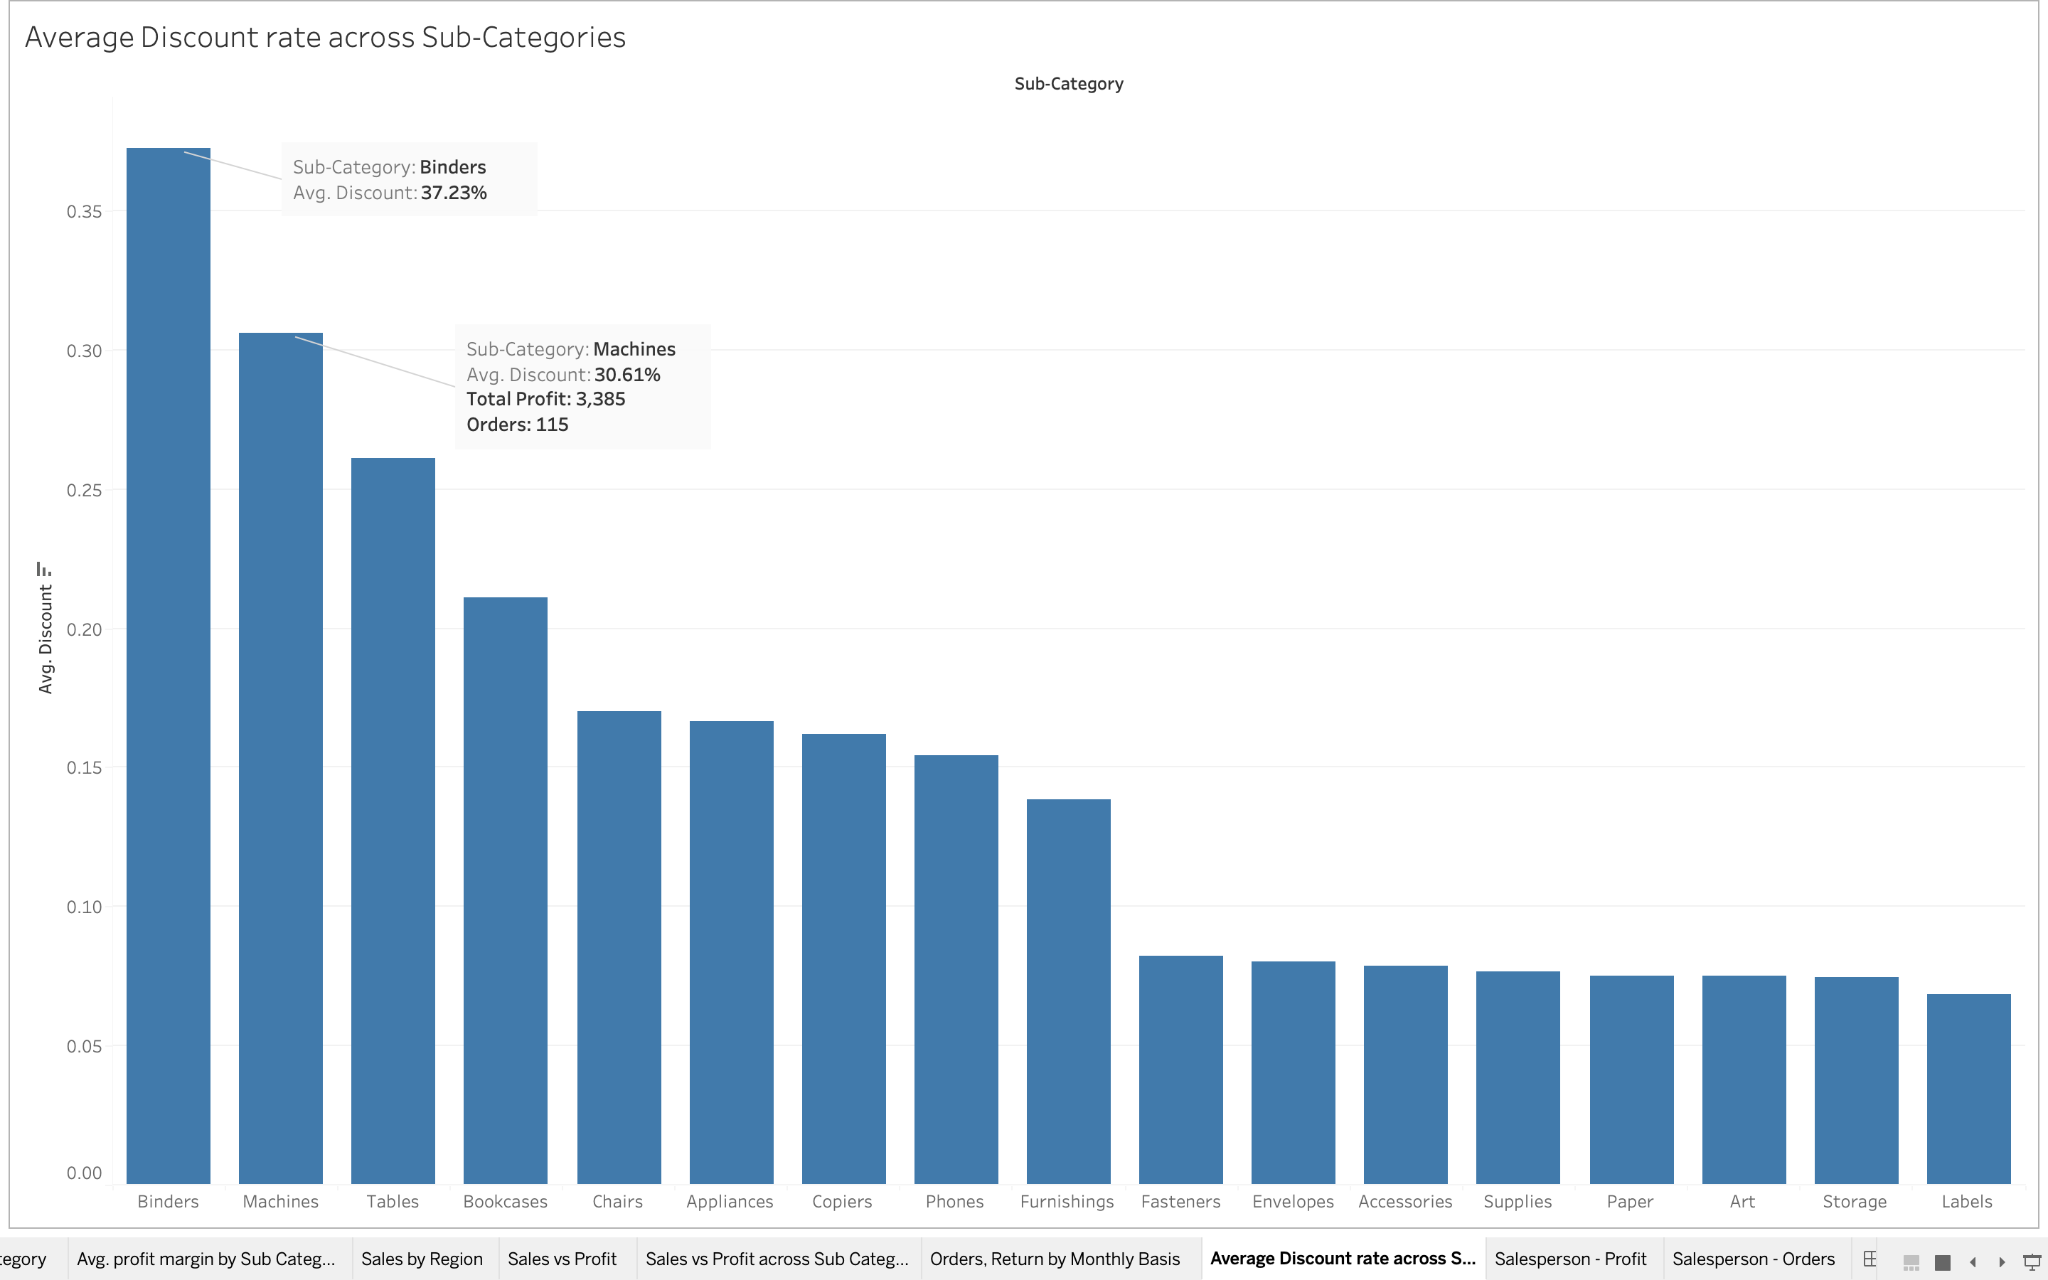 Average Discount rate across Sub-Categories
Sub-Category
Sub-Category: Binders
Avg. Discount: 37.23%
Sub-Category: Machines
Avg. Discount: 30.61%
Total Profit: 3,385
Orders: 115
Avg. Discount
0.35
0.30
0.25
0.20
0.15
0.10
0.05
0.00
Binders Machines Tables Bookcases Chairs Appliances Copiers Phones Furnishings Fasteners Envelopes Accessories Supplies Paper Art Storage Labels
tegory Avg. profit margin by Sub Categ... Sales by Region Sales vs Profit Sales vs Profit across Sub Categ... Orders, Return by Monthly Basis Average Discount rate across S... Salesperson - Profit Salesperson - Orders